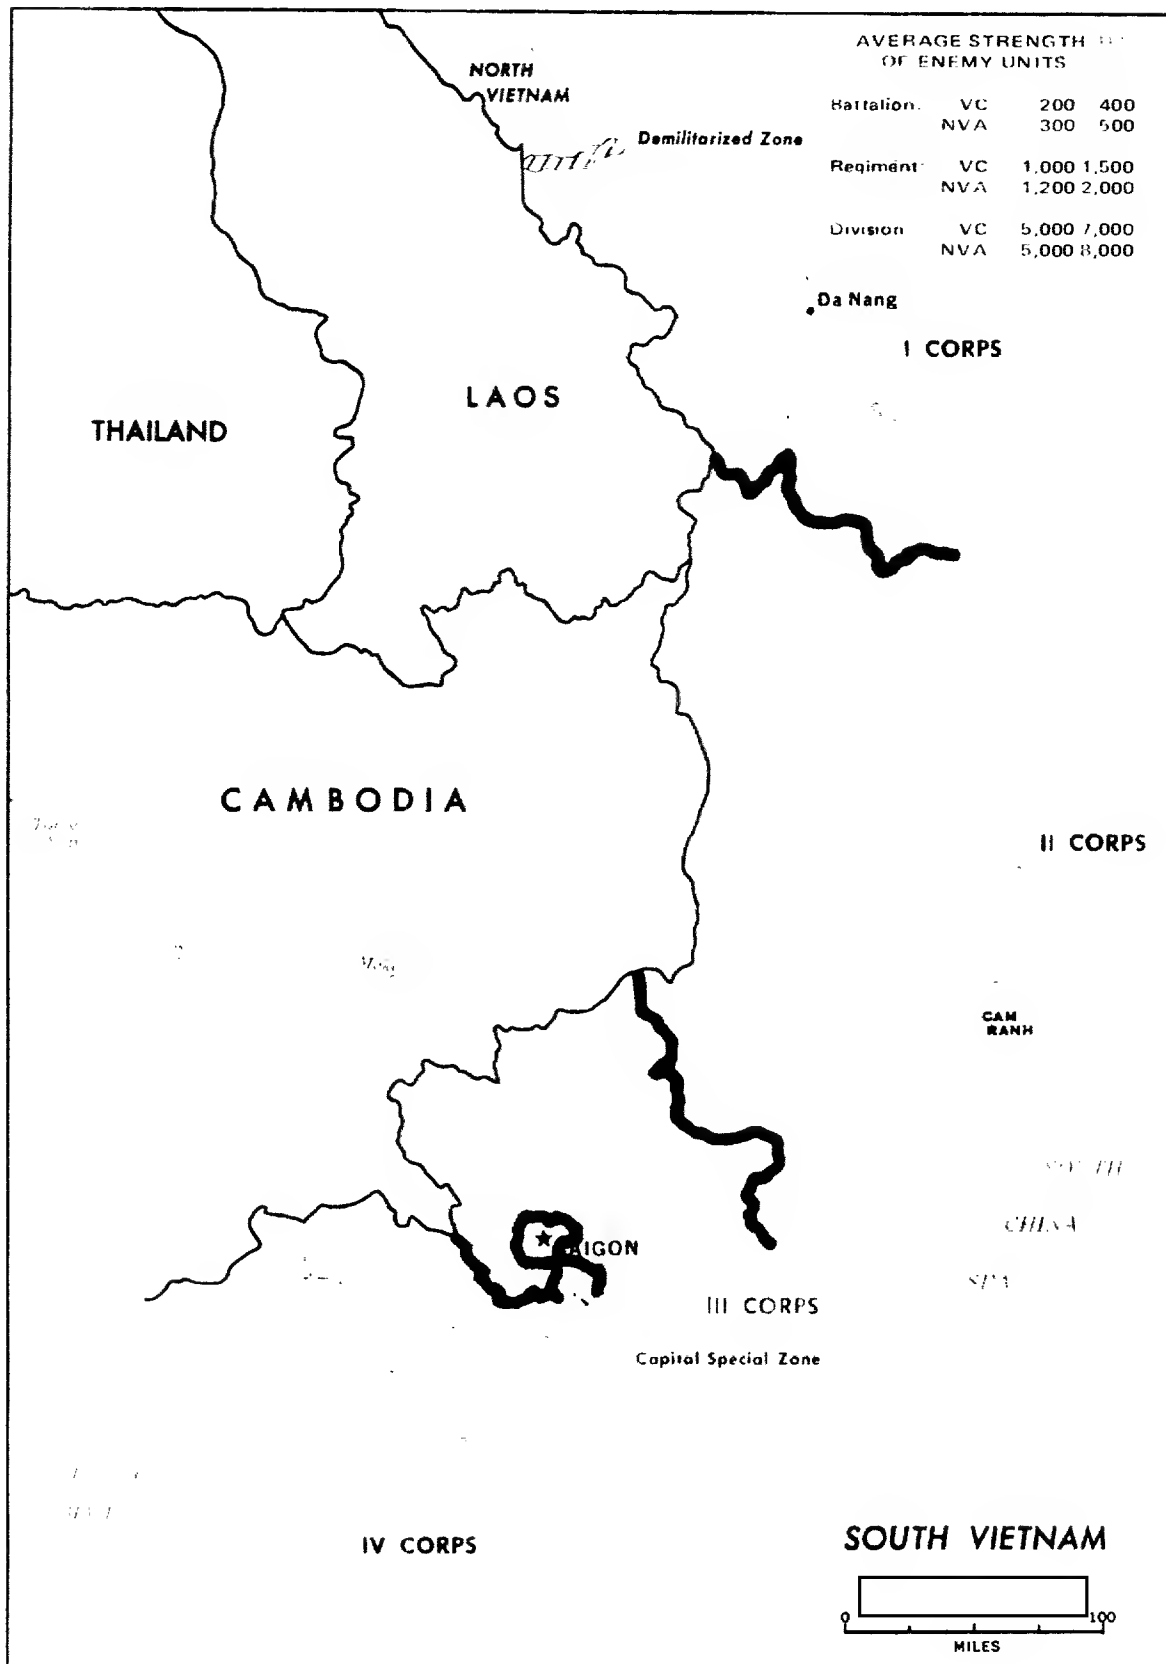 AVERAGE STRENGTH
OF ENEMY UNITS
Battalion. VC 200 400
NVA 300 500
Regiment VC 1,000 1,500
NVA 1,200 2,000
Division VC 5,000 7,000
NVA 5,000 8,000
NORTH
VIETNAM
Demilitarized Zone
Da Nang
I CORPS
LAOS
THAILAND
CAMBODIA
II CORPS
CAM
RANH
SOUTH
CHINA
SEA
AIGON
III CORPS
Capital Special Zone
IV CORPS
SOUTH VIETNAM
0 100
MILES